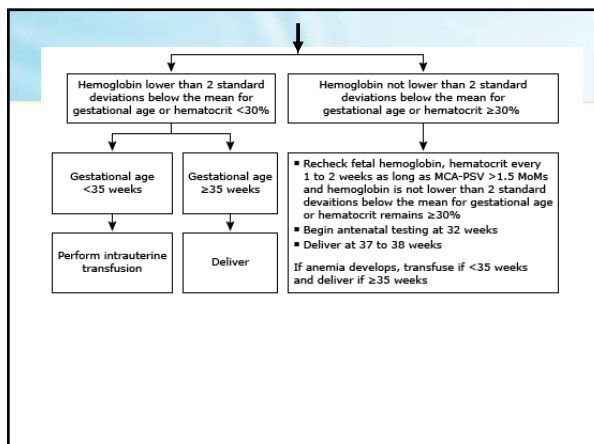 Hemoglobin lower than 2 standard
deviations below the mean for
gestational age or hematocrit <30%
Hemoglobin not lower than 2 standard
deviations below the mean for
gestational age or hematocrit ≥30%
Gestational age
<35 weeks
Gestational age
≥35 weeks
▪ Recheck fetal hemoglobin, hematocrit every
1 to 2 weeks as long as MCA-PSV >1.5 MoMs
and hemoglobin is not lower than 2 standard
devaitions below the mean for gestational age
or hematocrit remains ≥30%
▪ Begin antenatal testing at 32 weeks
▪ Deliver at 37 to 38 weeks
If anemia develops, transfuse if <35 weeks
and deliver if ≥35 weeks
Perform intrauterine
transfusion
Deliver